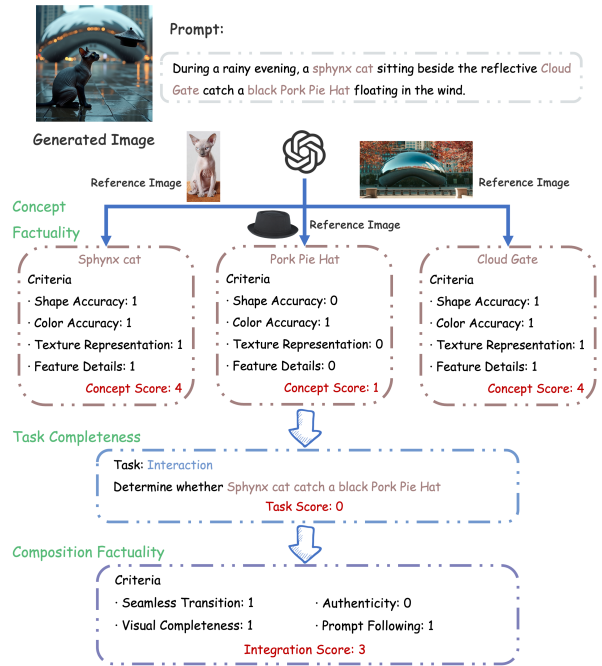 Prompt:
During a rainy evening, a sphynx cat sitting beside the reflective Cloud
Gate catch a black Pork Pie Hat floating in the wind.
Generated Image
Reference Image
Reference Image
Reference Image
Concept
Factuality
Sphynx cat
Criteria
· Shape Accuracy: 1
· Color Accuracy: 1
· Texture Representation: 1
· Feature Details: 1
Concept Score: 4
Pork Pie Hat
Criteria
· Shape Accuracy: 0
· Color Accuracy: 1
· Texture Representation: 0
· Feature Details: 0
Concept Score: 1
Cloud Gate
Criteria
· Shape Accuracy: 1
· Color Accuracy: 1
· Texture Representation: 1
· Feature Details: 1
Concept Score: 4
Task Completeness
Task: Interaction
Determine whether Sphynx cat catch a black Pork Pie Hat
Task Score: 0
Composition Factuality
Criteria
· Seamless Transition: 1
· Authenticity: 0
· Visual Completeness: 1
· Prompt Following: 1
Integration Score: 3